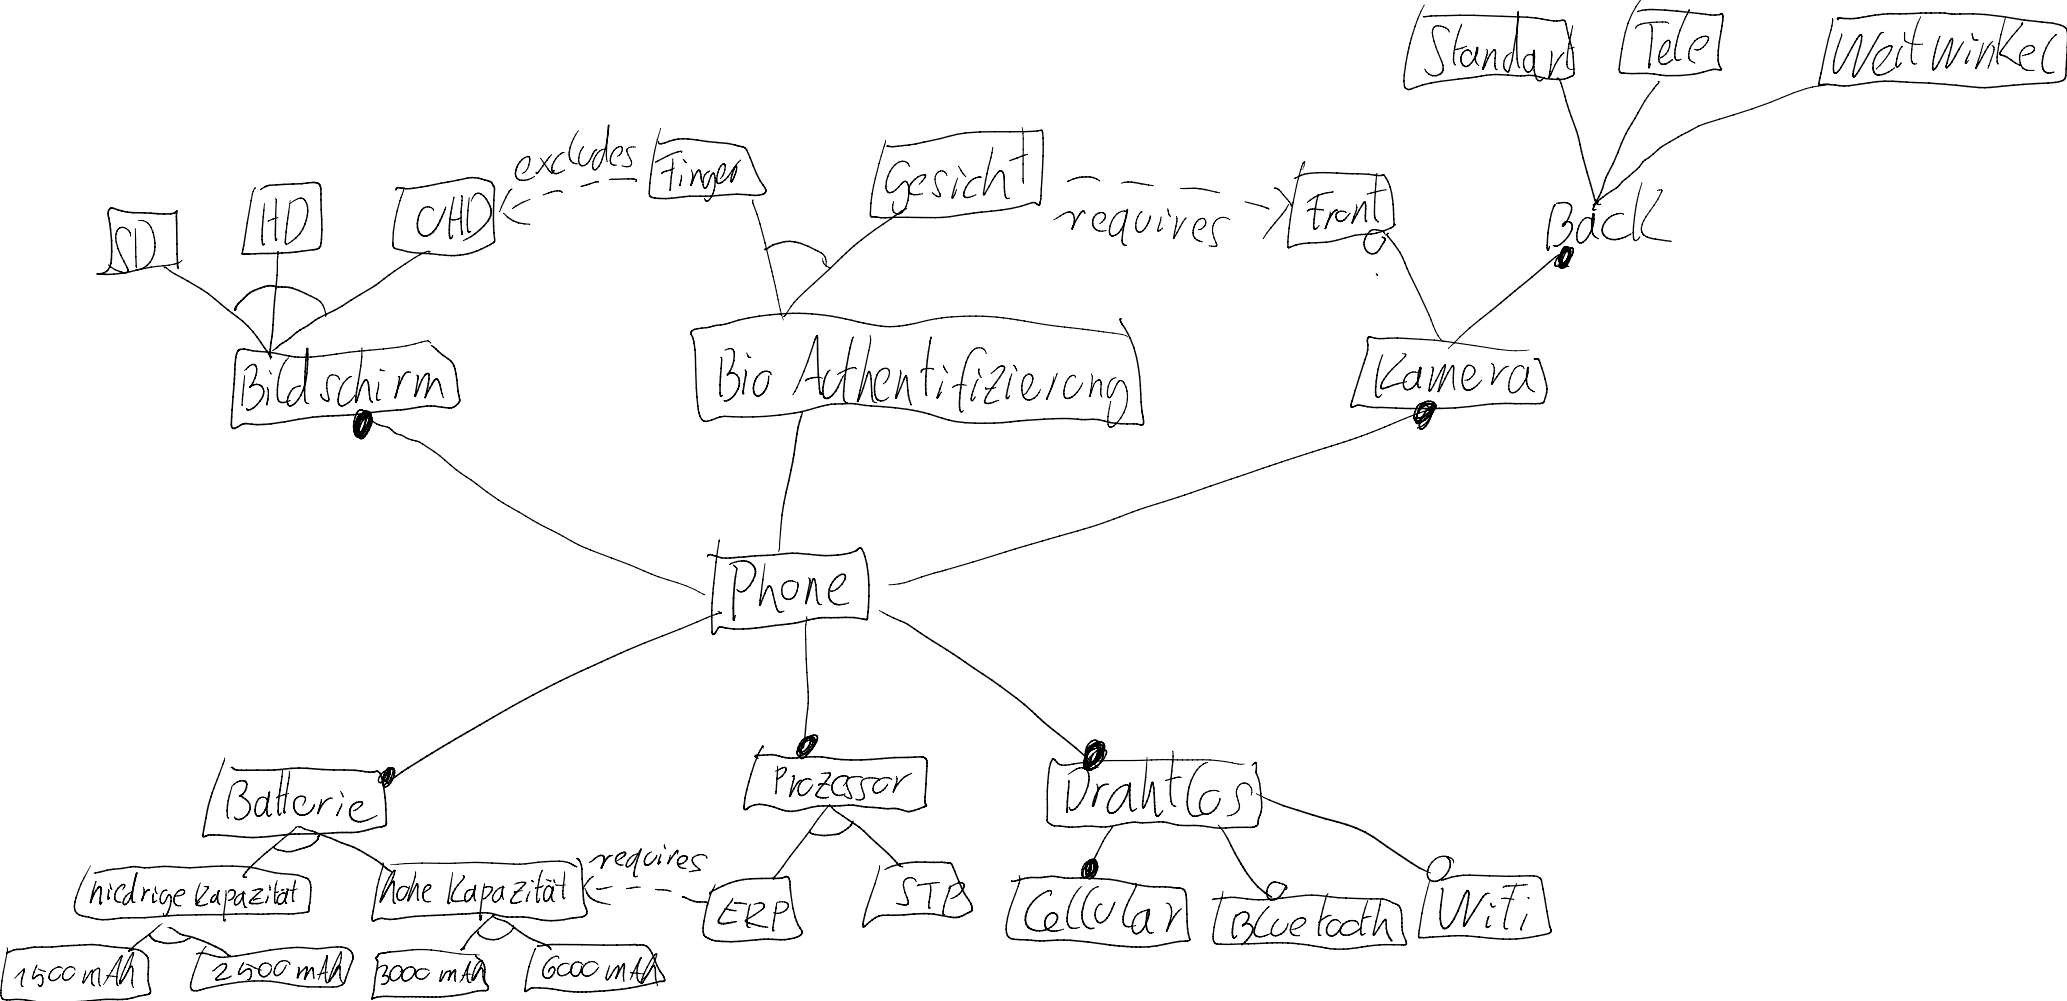 Standart
Tele
Weitwinkel
excludes
Finger
Gesicht
requires
Front
Back
SD
HD
UHD
Bildschirm
Bio Authentifizierung
Kamera
Phone
Batterie
Prozessor
Drahtlos
niedrige Kapazität
hohe Kapazität
requires
ERP
STP
Cellular
Bluetooth
WiFi
1500 mAh
2500 mAh
3000 mAh
6000 mAh